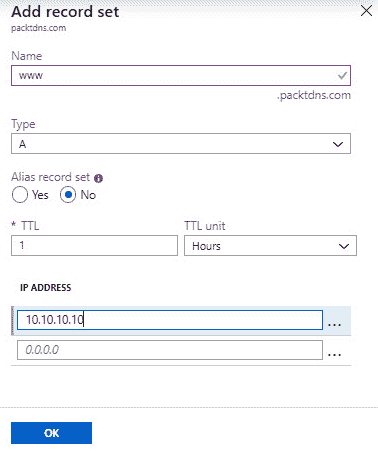 Add record set
packtdns.com
Name
www
.packtdns.com
Type
A
Alias record set
Yes No
* TTL TTL unit
1 Hours
IP ADDRESS
10.10.10.10 ...
0.0.0.0 ...
OK